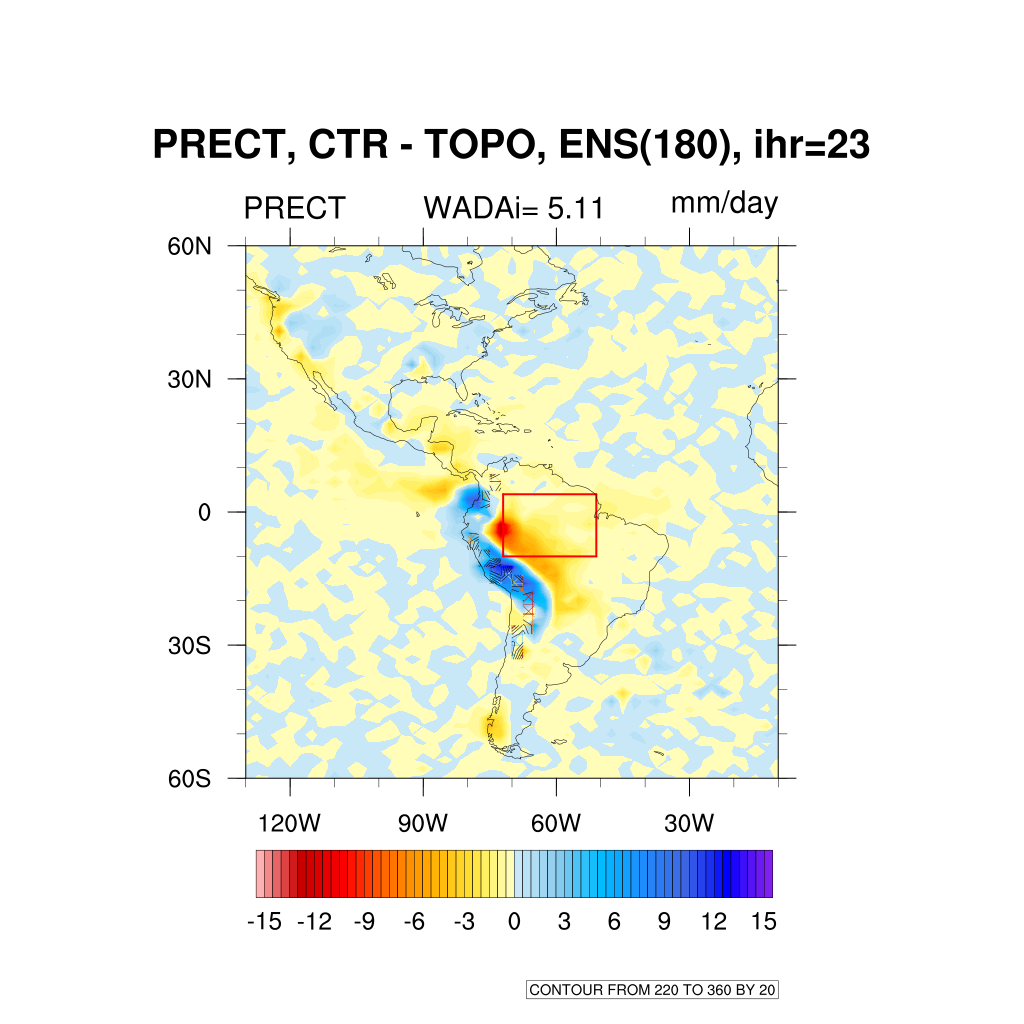 PRECT, CTR - TOPO, ENS(180), ihr=23
PRECT WADAi= 5.11 mm/day
60N
30N
0
30S
60S
120W 90W 60W 30W
-15 -12 -9 -6 -3 0 3 6 9 12 15
CONTOUR FROM 220 TO 360 BY 20